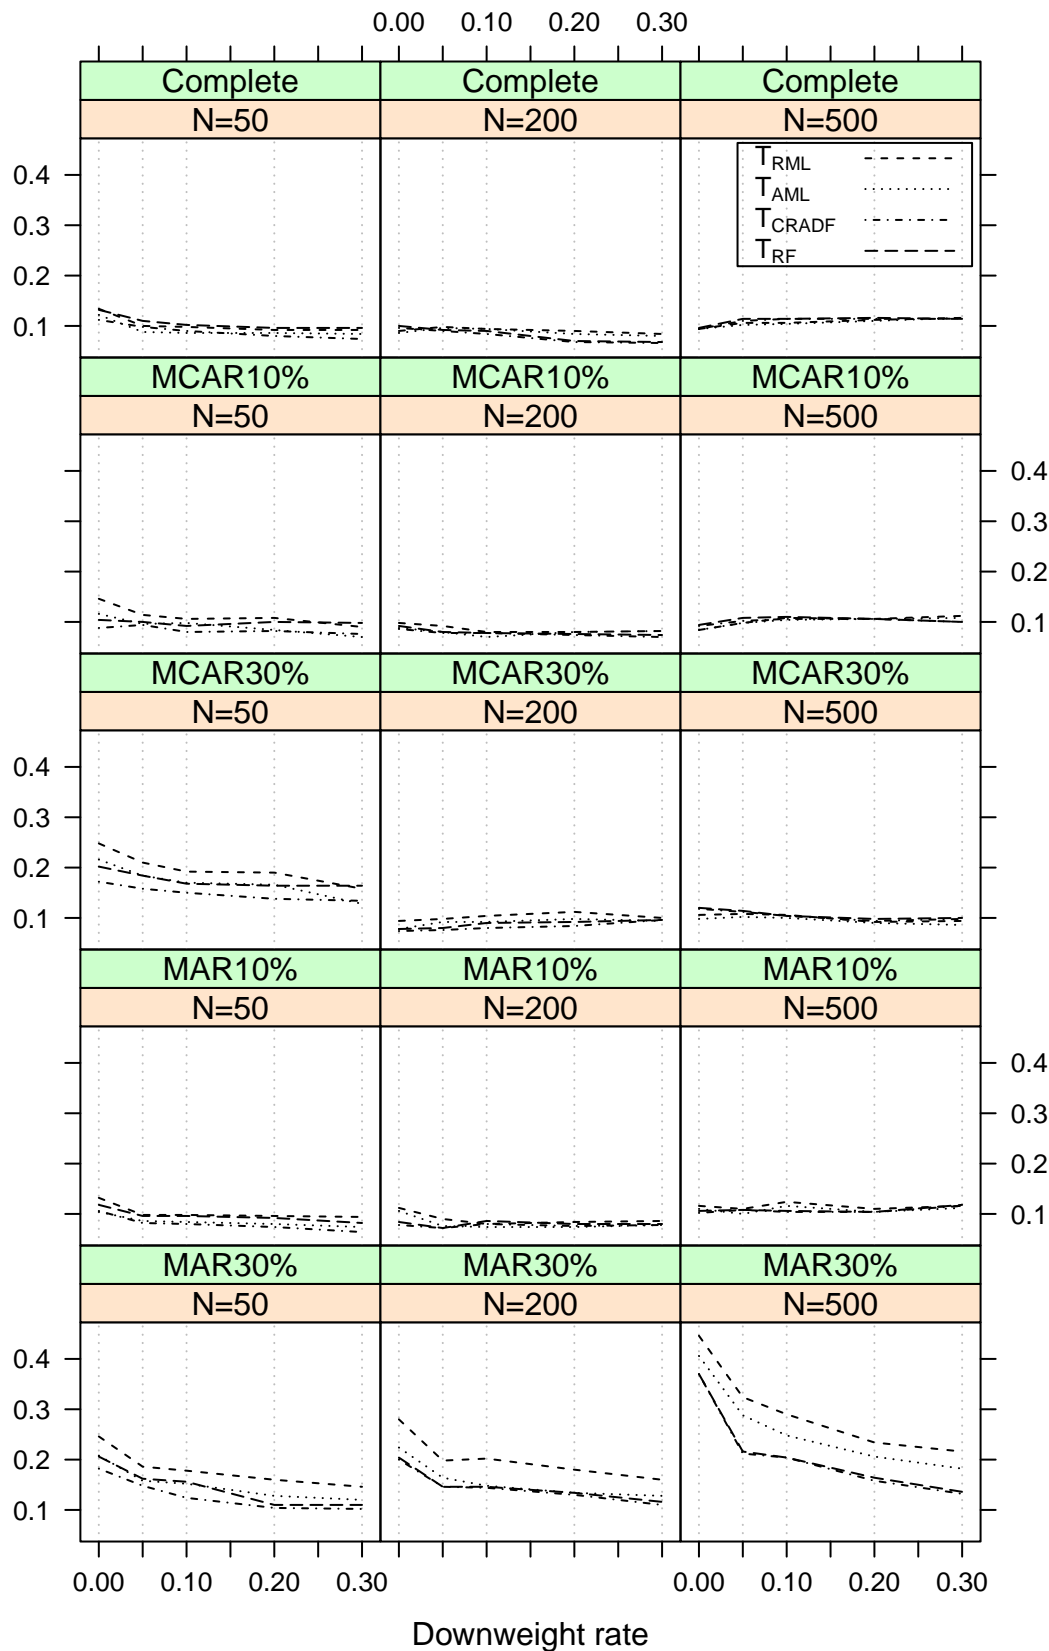 0.00 0.10 0.20 0.30
Complete Complete Complete
N=50 N=200 N=500
T_RML
T_AML
T_CRADF
T_RF
0.4
0.3
0.2
0.1
MCAR10% MCAR10% MCAR10%
N=50 N=200 N=500
0.4
0.3
0.2
0.1
MCAR30% MCAR30% MCAR30%
N=50 N=200 N=500
0.4
0.3
0.2
0.1
MAR10% MAR10% MAR10%
N=50 N=200 N=500
0.4
0.3
0.2
0.1
MAR30% MAR30% MAR30%
N=50 N=200 N=500
0.4
0.3
0.2
0.1
0.00 0.10 0.20 0.30 0.00 0.10 0.20 0.30
Downweight rate